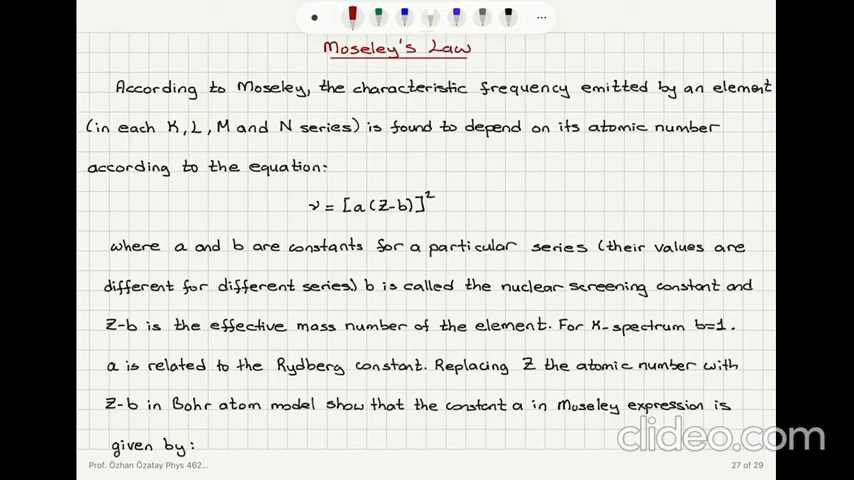 Moseley's Law
According to Moseley, the characteristic frequency emitted by an element
(in each K, L, M and N series) is found to depend on its atomic number
according to the equation:
ν = [a(Z-b)]²
where a and b are constants for a particular series (their values are
different for different series) b is called the nuclear screening constant and
Z-b is the effective mass number of the element. For K-spectrum b=1.
a is related to the Rydberg constant. Replacing Z the atomic number with
Z-b in Bohr atom model show that the constant a in Moseley expression is
given by:
clideo.com
Prof. Özhan Özatay Phys 462...
27 of 29